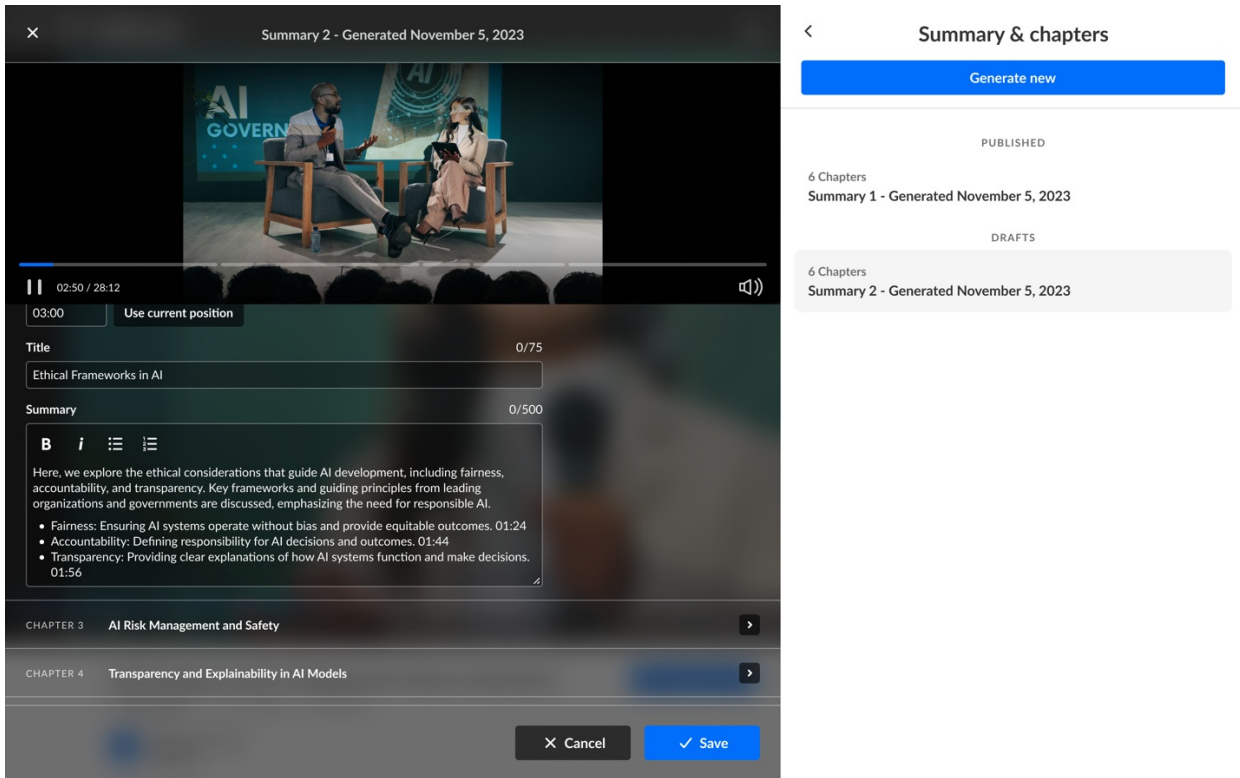 Summary 2 - Generated November 5, 2023
AI
GOVERN
AI
02:50 / 28:12
03:00
Use current position
Title
0/75
Ethical Frameworks in AI
Summary
0/500
B i
Here, we explore the ethical considerations that guide AI development, including fairness,
accountability, and transparency. Key frameworks and guiding principles from leading
organizations and governments are discussed, emphasizing the need for responsible AI.
• Fairness: Ensuring AI systems operate without bias and provide equitable outcomes. 01:24
• Accountability: Defining responsibility for AI decisions and outcomes. 01:44
• Transparency: Providing clear explanations of how AI systems function and make decisions.
01:56
CHAPTER 3 AI Risk Management and Safety
CHAPTER 4 Transparency and Explainability in AI Models
Cancel
Save
Summary & chapters
Generate new
PUBLISHED
6 Chapters
Summary 1 - Generated November 5, 2023
DRAFTS
6 Chapters
Summary 2 - Generated November 5, 2023